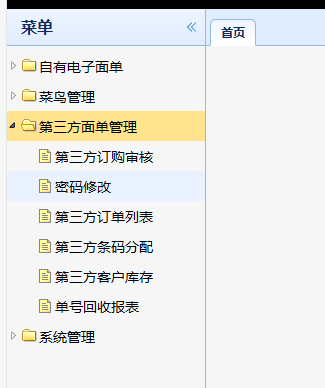 菜单
首页
自有电子面单
菜鸟管理
第三方面单管理
第三方订购审核
密码修改
第三方订单列表
第三方条码分配
第三方客户库存
单号回收报表
系统管理